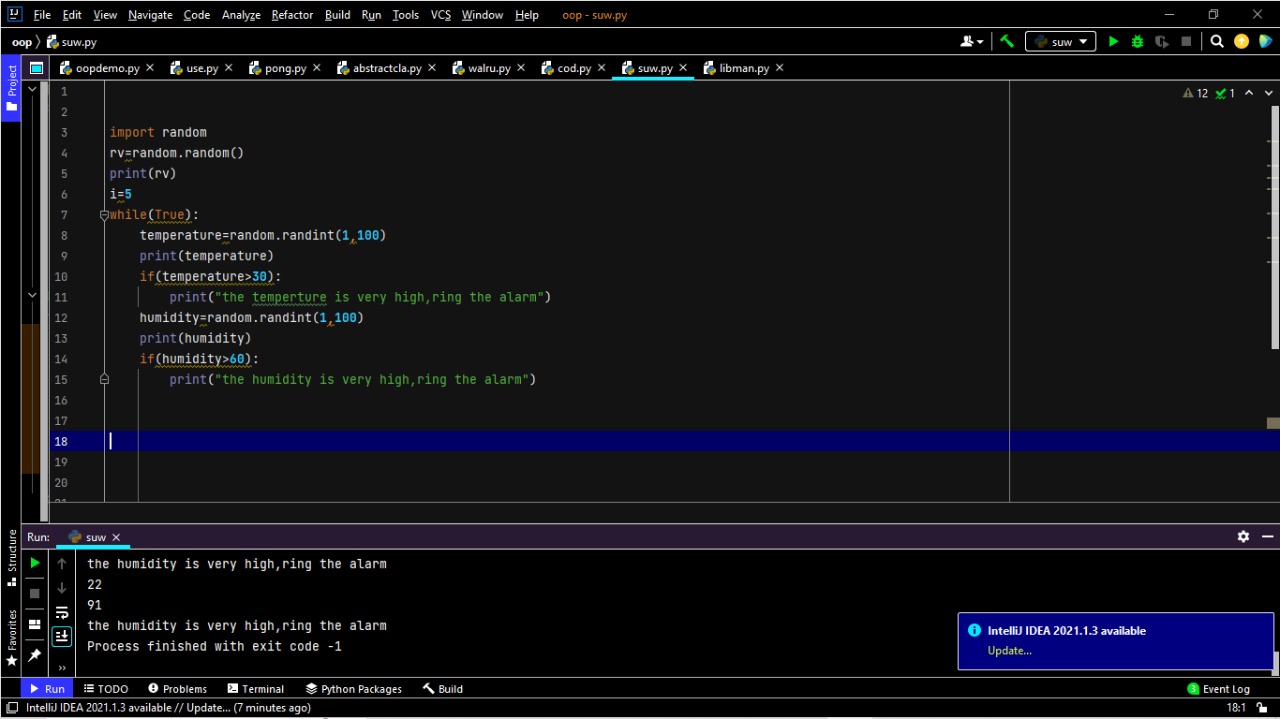 File Edit View Navigate Code Analyze Refactor Build Run Tools VCS Window Help oop - suw.py
oop suw.py suw
Project
oopdemo.py use.py pong.py abstractcla.py walru.py cod.py suw.py libman.py
1 12 1
2
3 import random
4 rv=random.random()
5 print(rv)
6 i=5
7 while(True):
8 temperature=random.randint(1,100)
9 print(temperature)
10 if(temperature>30):
11 print("the temperture is very high,ring the alarm")
12 humidity=random.randint(1,100)
13 print(humidity)
14 if(humidity>60):
15 print("the humidity is very high,ring the alarm")
16
17
18
19
20
Structure
Favorites
Run: suw
the humidity is very high,ring the alarm
22
91
the humidity is very high,ring the alarm
Process finished with exit code -1
IntelliJ IDEA 2021.1.3 available
Update...
Run TODO Problems Terminal Python Packages Build 3 Event Log
IntelliJ IDEA 2021.1.3 available // Update... (7 minutes ago) 18:1